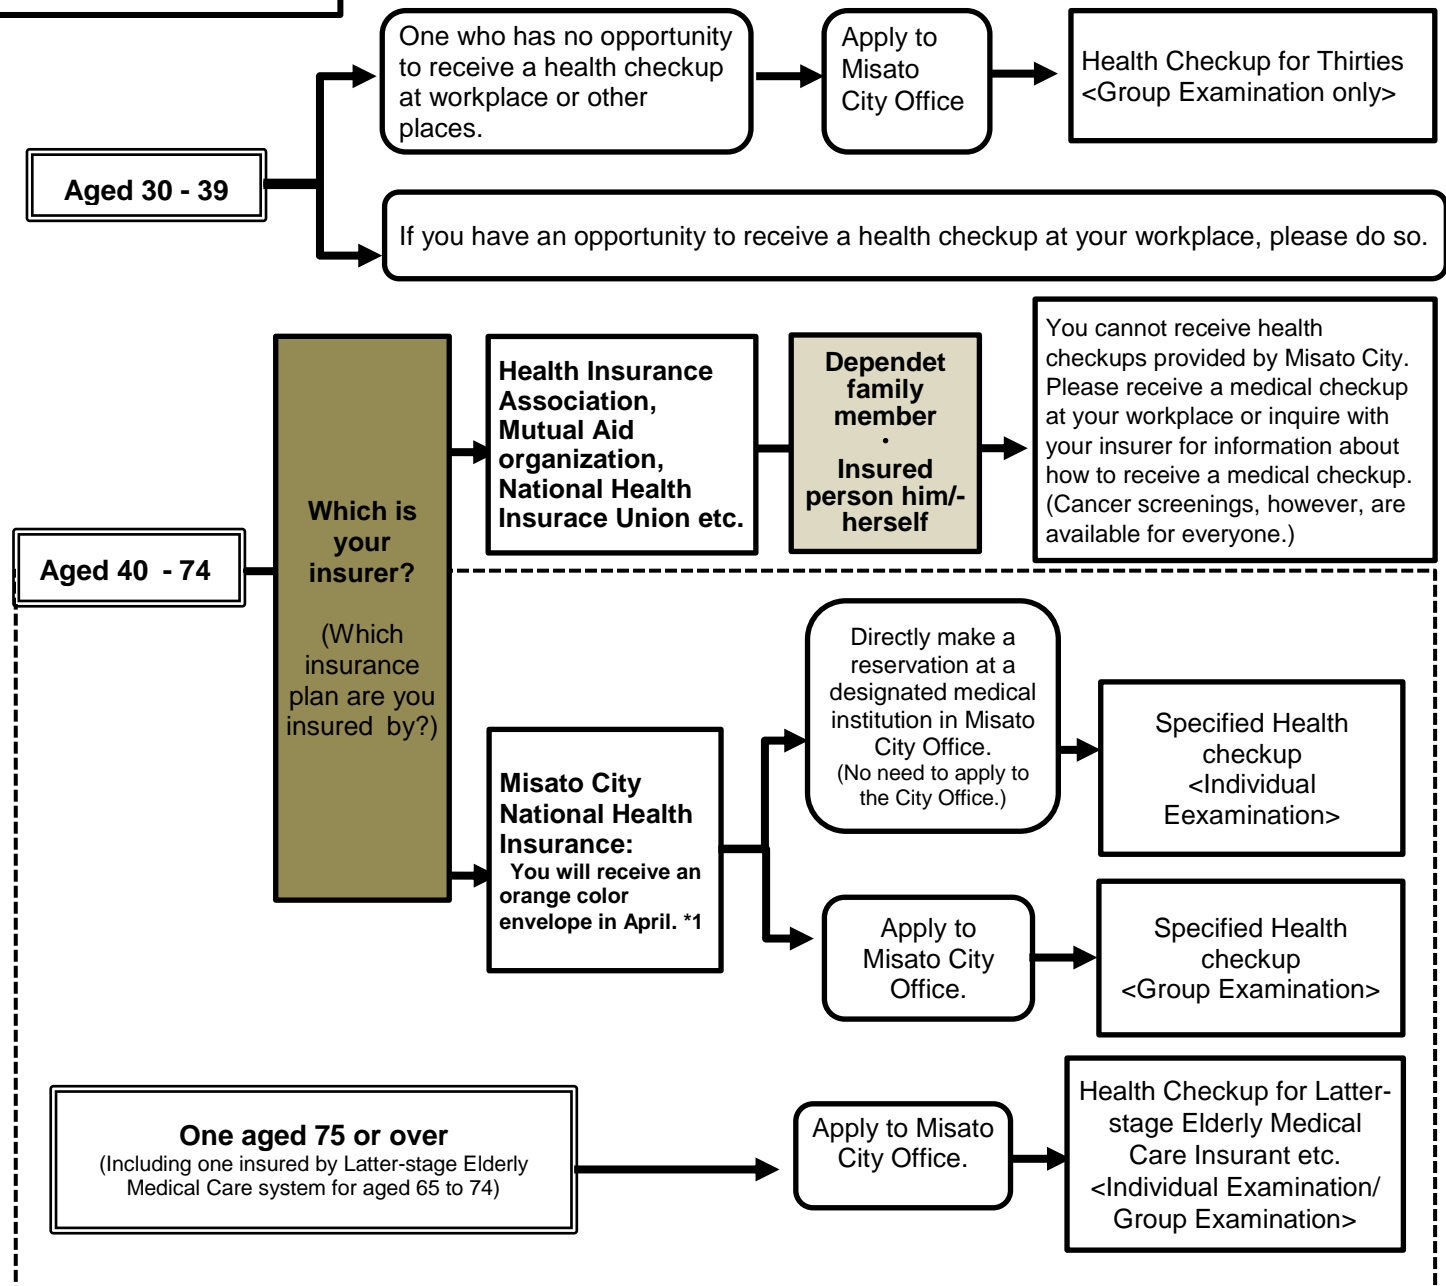 One who has no opportunity
to receive a health checkup
at workplace or other
places.
Apply to
Misato
City Office
Health Checkup for Thirties
<Group Examination only>
Aged 30 - 39
If you have an opportunity to receive a health checkup at your workplace, please do so.
Aged 40 - 74
Which is
your
insurer?
(Which
insurance
plan are you
insured by?)
Health Insurance
Association,
Mutual Aid
organization,
National Health
Insurace Union etc.
Dependet
family
member
・
Insured
person him/-
herself
You cannot receive health
checkups provided by Misato City.
Please receive a medical checkup
at your workplace or inquire with
your insurer for information about
how to receive a medical checkup.
(Cancer screenings, however, are
available for everyone.)
Misato City
National Health
Insurance:
You will receive an
orange color
envelope in April. *1
Directly make a
reservation at a
designated medical
institution in Misato
City Office.
(No need to apply to
the City Office.)
Specified Health
checkup
<Individual
Eexamination>
Apply to
Misato City
Office.
Specified Health
checkup
<Group Examination>
One aged 75 or over
(Including one insured by Latter-stage Elderly
Medical Care system for aged 65 to 74)
Apply to Misato
City Office.
Health Checkup for Latter-
stage Elderly Medical
Care Insurant etc.
<Individual Examination/
Group Examination>